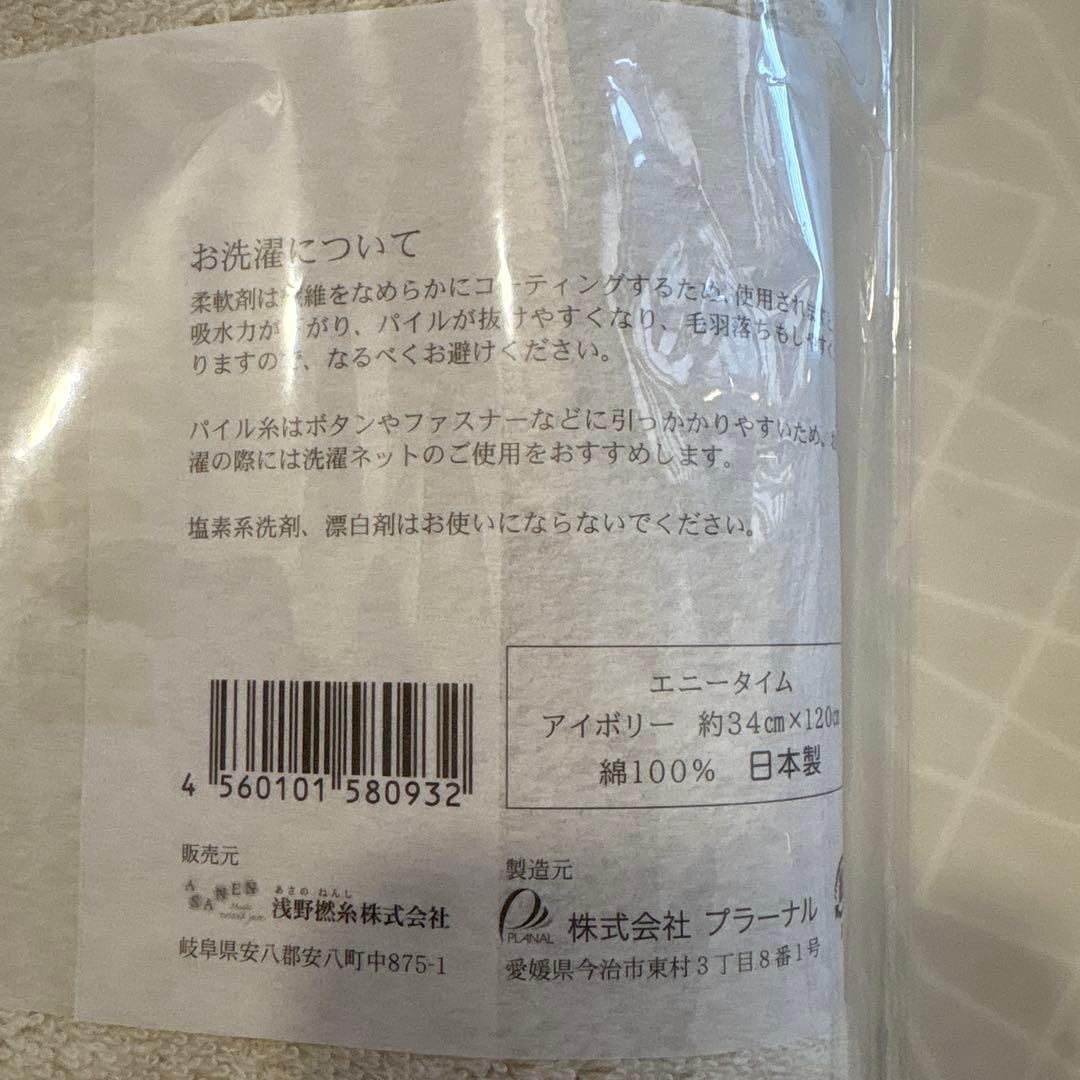 お洗濯について
柔軟剤は繊維をなめらかにコーティングするため、使用されますと
吸水力が下がり、パイルが抜けやすくなり、毛羽落ちもしやすく
りますので、なるべくお避けください。
パイル糸はボタンやファスナーなどに引っかかりやすいため、
濯の際には洗濯ネットのご使用をおすすめします。
塩素系洗剤、漂白剤はお使いにならないでください。
エニータイム
アイボリー 約34㎝×120㎝
綿100% 日本製
4 560101 580932
販売元
ASANEN
あさの ねんし
浅野撚糸株式会社
岐阜県安八郡安八町中875-1
製造元
PLANAL
株式会社 プラーナル
愛媛県今治市東村3丁目8番1号